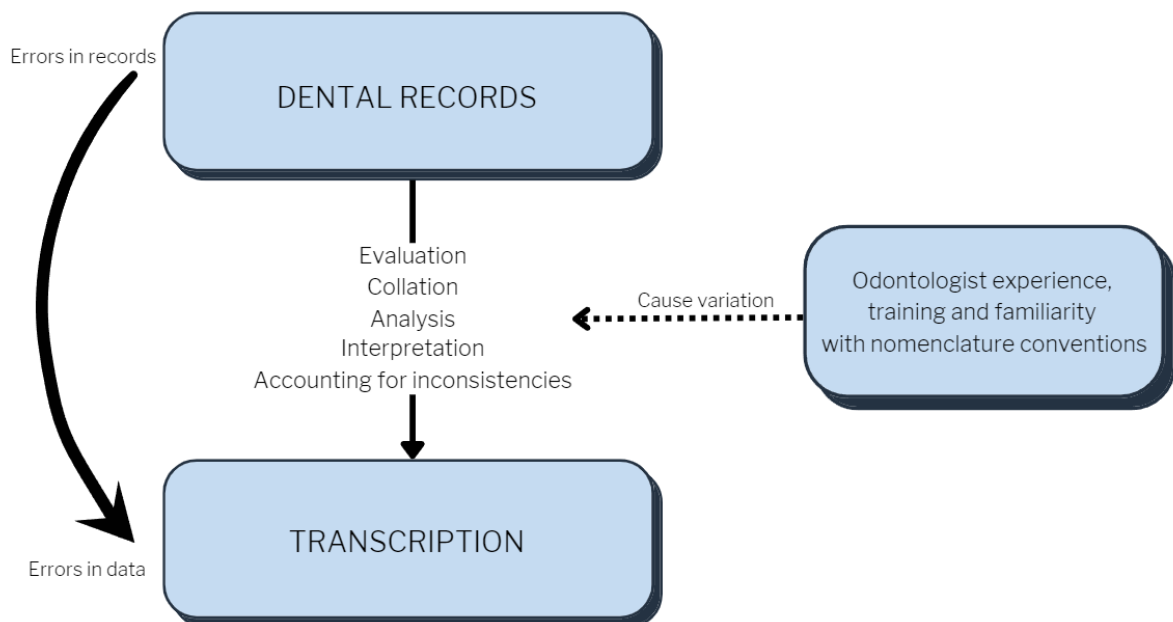 Errors in records
DENTAL RECORDS
Evaluation
Collation
Analysis
Interpretation
Accounting for inconsistencies
Cause variation
Odontologist experience,
training and familiarity
with nomenclature conventions
TRANSCRIPTION
Errors in data